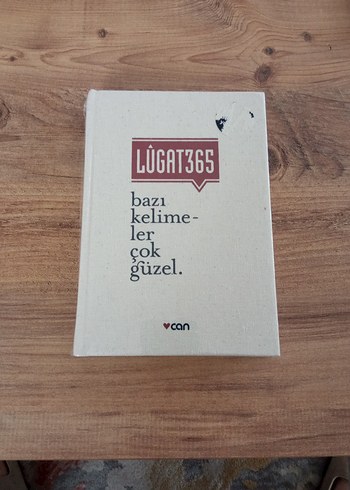 LÛGAT365
bazı
kelime-
ler
çok
güzel.
can